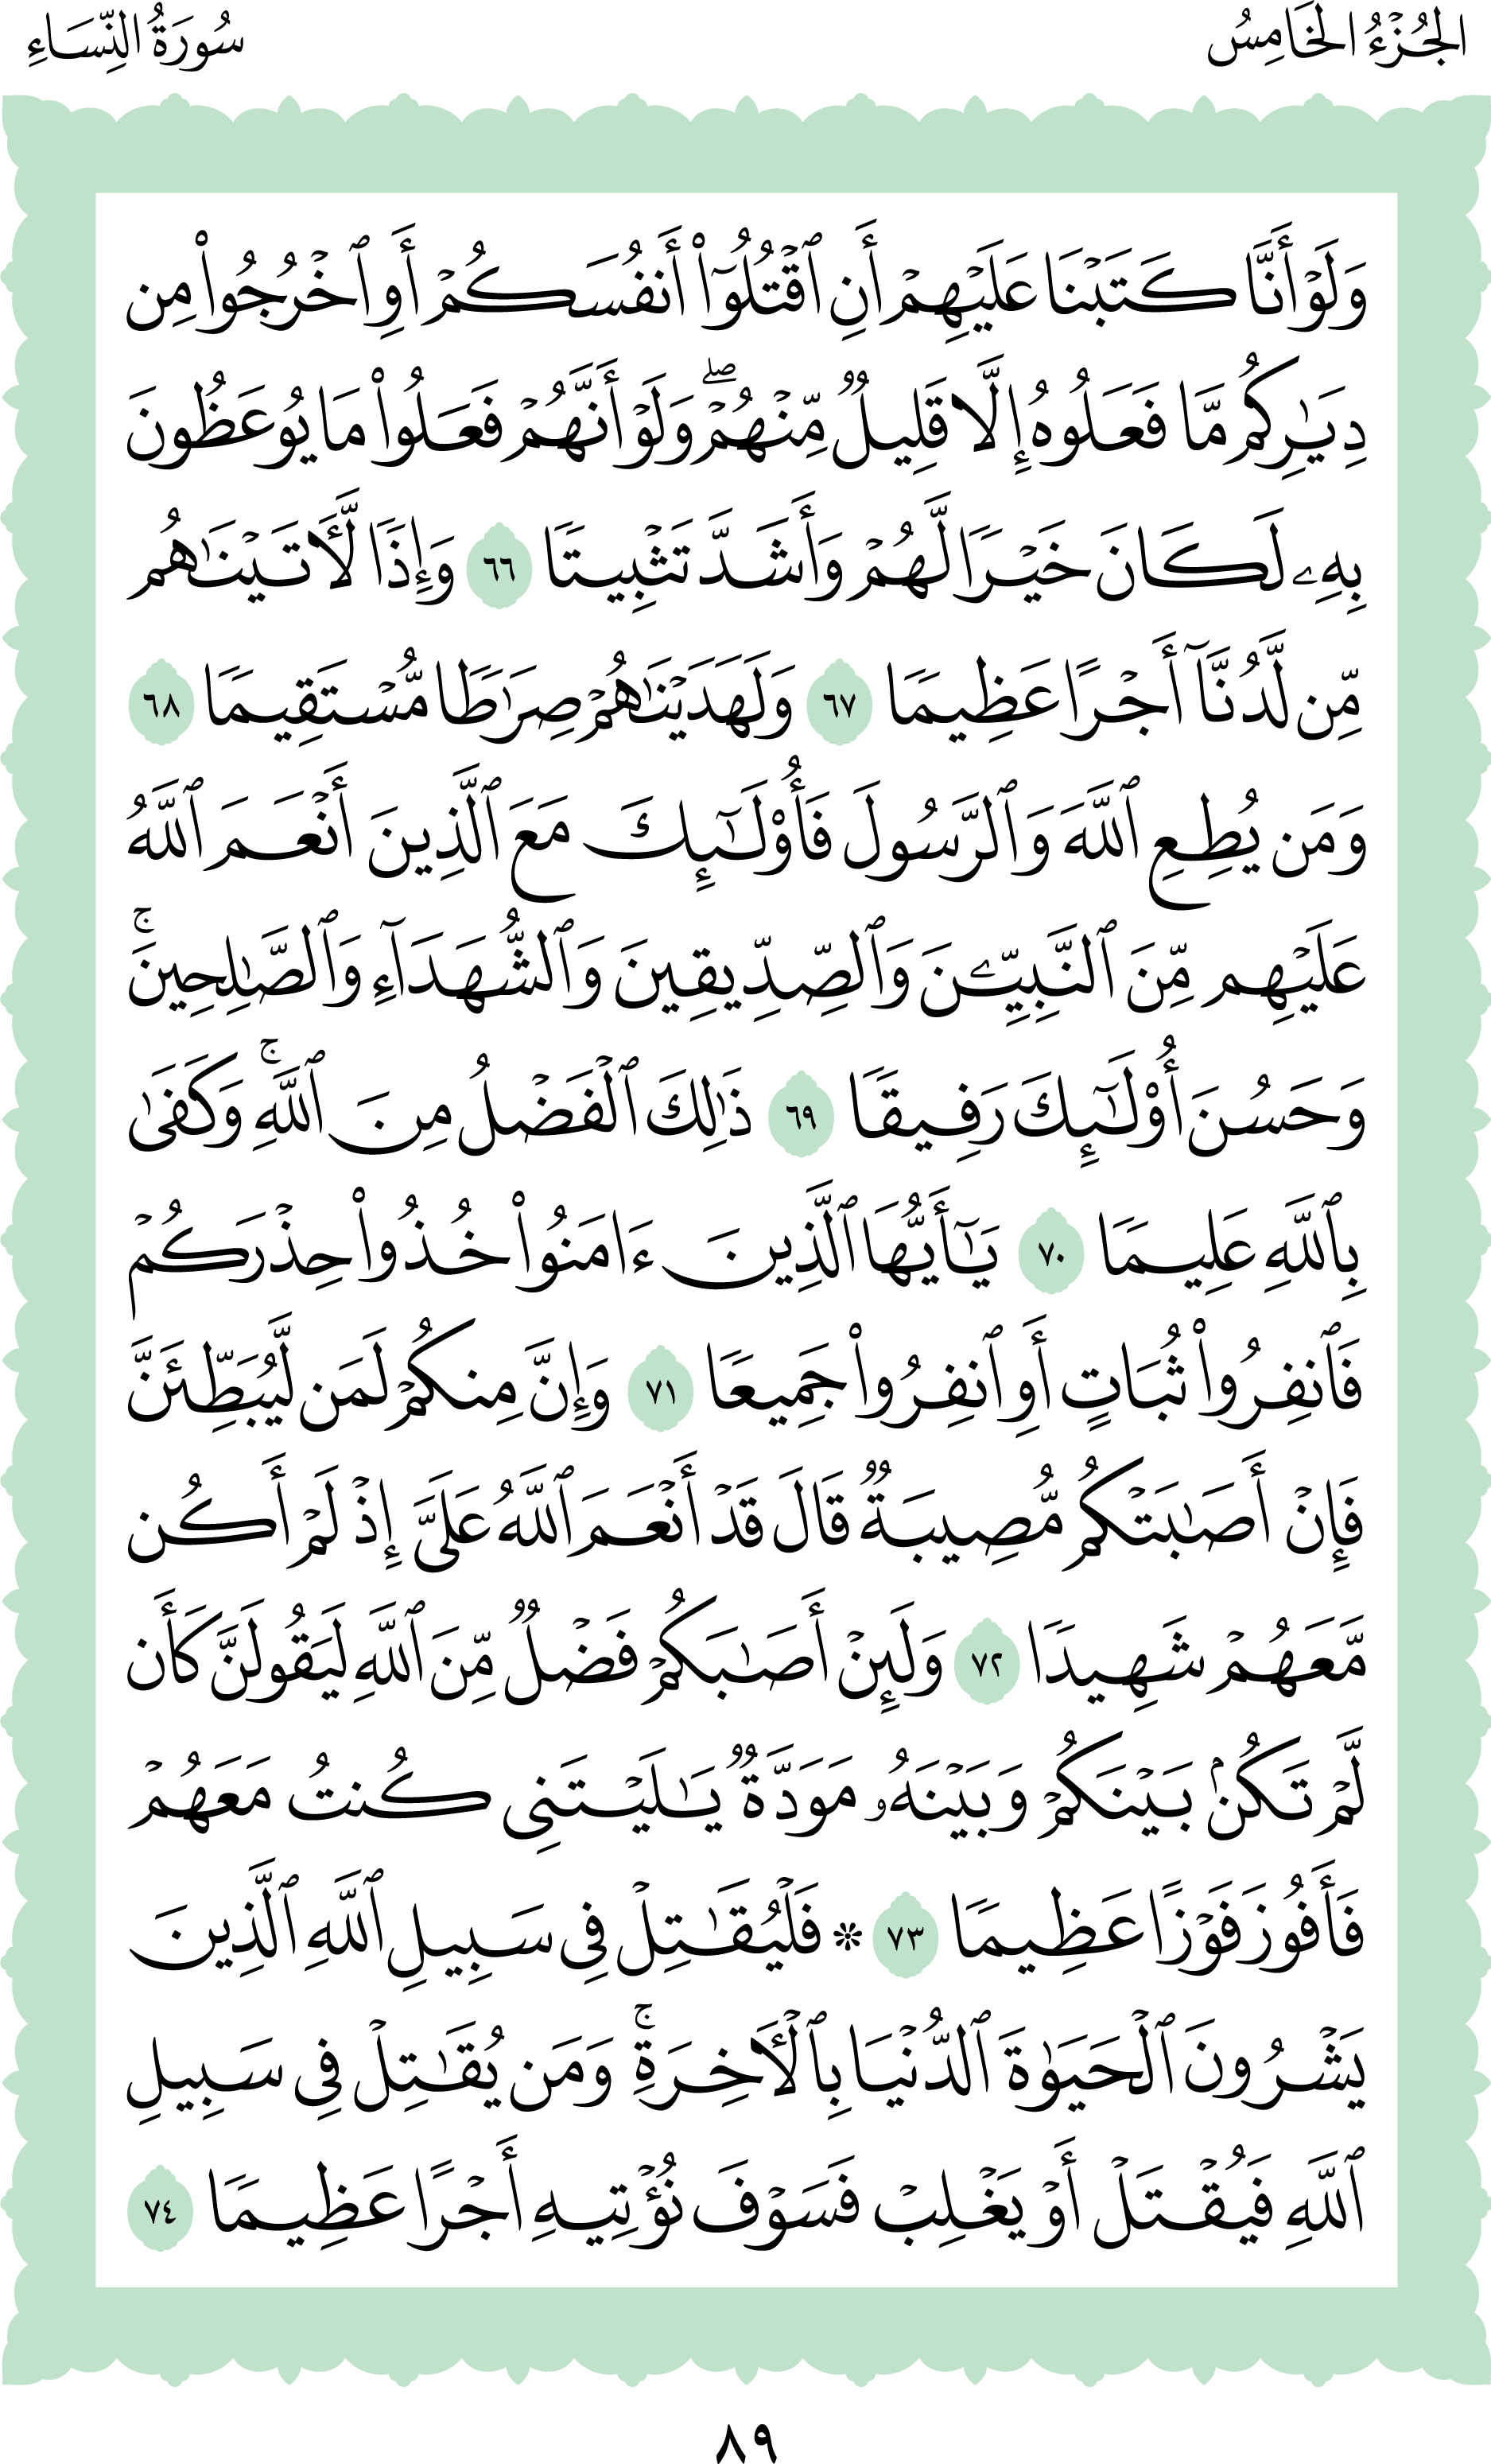 الجُزْءُ الخَامِسُ
سُورَةُ النِّسَاءِ
وَلَوۡ أَنَّا كَتَبۡنَا عَلَيۡهِمۡ أَنِ ٱقۡتُلُوٓاْ أَنفُسَكُمۡ أَوِ ٱخۡرُجُواْ مِن
دِيَٰرِكُم مَّا فَعَلُوهُ إِلَّا قَلِيلٞ مِّنۡهُمۡۖ وَلَوۡ أَنَّهُمۡ فَعَلُواْ مَا يُوعَظُونَ
بِهِۦ لَكَانَ خَيۡرٗا لَّهُمۡ وَأَشَدَّ تَثۡبِيتٗا ٦٦ وَإِذٗا لَّأٓتَيۡنَٰهُم
مِّن لَّدُنَّآ أَجۡرًا عَظِيمٗا ٦٧ وَلَهَدَيۡنَٰهُمۡ صِرَٰطٗا مُّسۡتَقِيمٗا ٦٨
وَمَن يُطِعِ ٱللَّهَ وَٱلرَّسُولَ فَأُوْلَٰٓئِكَ مَعَ ٱلَّذِينَ أَنۡعَمَ ٱللَّهُ
عَلَيۡهِم مِّنَ ٱلنَّبِيِّـۧنَ وَٱلصِّدِّيقِينَ وَٱلشُّهَدَآءِ وَٱلصَّٰلِحِينَۚ
وَحَسُنَ أُوْلَٰٓئِكَ رَفِيقٗا ٦٩ ذَٰلِكَ ٱلۡفَضۡلُ مِنَ ٱللَّهِۚ وَكَفَىٰ
بِٱللَّهِ عَلِيمٗا ٧٠ يَٰٓأَيُّهَا ٱلَّذِينَ ءَامَنُواْ خُذُواْ حِذۡرَكُمۡ
فَٱنفِرُواْ ثُبَاتٍ أَوِ ٱنفِرُواْ جَمِيعٗا ٧١ وَإِنَّ مِنكُمۡ لَمَن لَّيُبَطِّئَنَّ
فَإِنۡ أَصَٰبَتۡكُم مُّصِيبَةٞ قَالَ قَدۡ أَنۡعَمَ ٱللَّهُ عَلَيَّ إِذۡ لَمۡ أَكُن
مَّعَهُمۡ شَهِيدٗا ٧٢ وَلَئِنۡ أَصَٰبَكُمۡ فَضۡلٞ مِّنَ ٱللَّهِ لَيَقُولَنَّ كَأَن
لَّمۡ تَكُنۢ بَيۡنَكُمۡ وَبَيۡنَهُۥ مَوَدَّةٞ يَٰلَيۡتَنِي كُنتُ مَعَهُمۡ
فَأَفُوزَ فَوۡزًا عَظِيمٗا ٧٣ ۞ فَلۡيُقَٰتِلۡ فِي سَبِيلِ ٱللَّهِ ٱلَّذِينَ
يَشۡرُونَ ٱلۡحَيَوٰةَ ٱلدُّنۡيَا بِٱلۡأٓخِرَةِۚ وَمَن يُقَٰتِلۡ فِي سَبِيلِ
ٱللَّهِ فَيُقۡتَلۡ أَوۡ يَغۡلِبۡ فَسَوۡفَ نُؤۡتِيهِ أَجۡرًا عَظِيمٗا ٧٤
٨٩